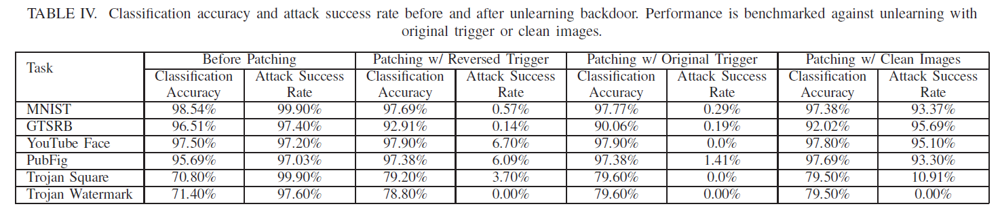 TABLE IV. Classification accuracy and attack success rate before and after unlearning backdoor. Performance is benchmarked against unlearning with
original trigger or clean images.
Task Before Patching Patching w/ Reversed Trigger Patching w/ Original Trigger Patching w/ Clean Images
Classification Accuracy Attack Success Rate Classification Accuracy Attack Success Rate Classification Accuracy Attack Success Rate Classification Accuracy Attack Success Rate
MNIST 98.54% 99.90% 97.69% 0.57% 97.77% 0.29% 97.38% 93.37%
GTSRB 96.51% 97.40% 92.91% 0.14% 90.06% 0.19% 92.02% 95.69%
YouTube Face 97.50% 97.20% 97.90% 6.70% 97.90% 0.0% 97.80% 95.10%
PubFig 95.69% 97.03% 97.38% 6.09% 97.38% 1.41% 97.69% 93.30%
Trojan Square 70.80% 99.90% 79.20% 3.70% 79.60% 0.0% 79.50% 10.91%
Trojan Watermark 71.40% 97.60% 78.80% 0.00% 79.60% 0.00% 79.50% 0.00%